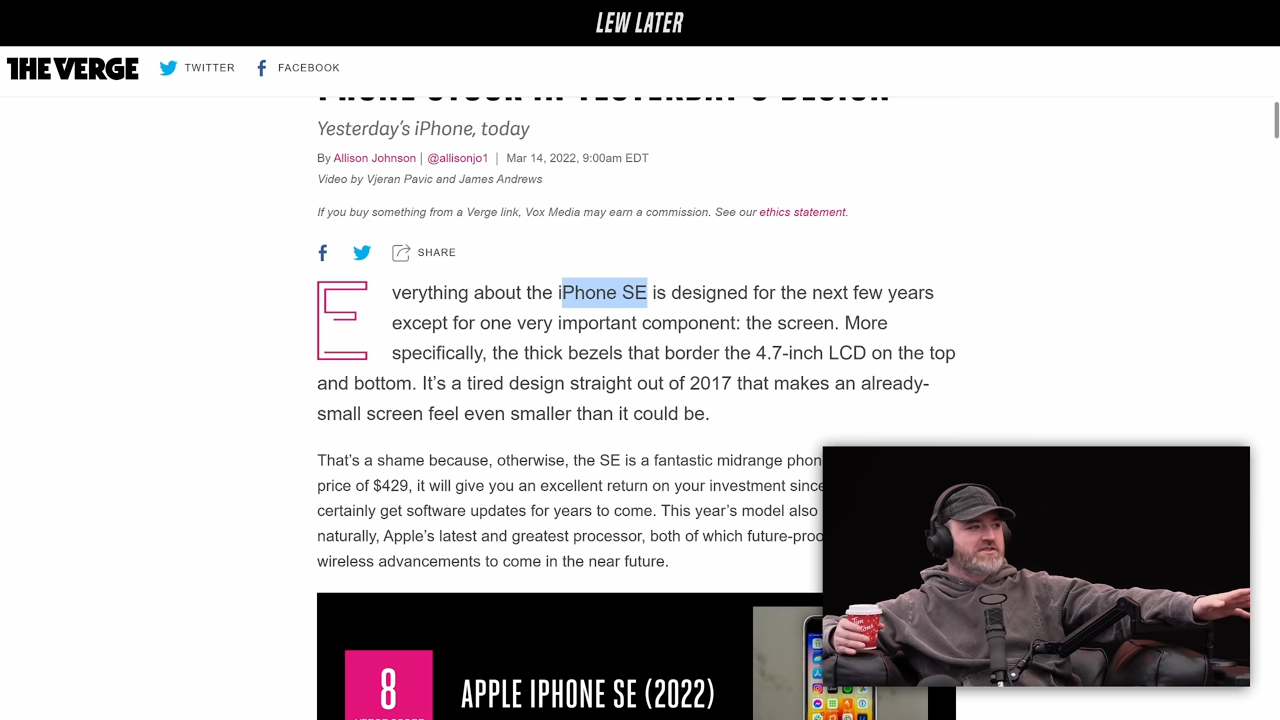 LEW LATER
THE VERGE TWITTER FACEBOOK
PHONE STUCK IN YESTERDAY'S DESIGN
Yesterday's iPhone, today
By Allison Johnson | @allisonjo1 | Mar 14, 2022, 9:00am EDT
Video by Vjeran Pavic and James Andrews
If you buy something from a Verge link, Vox Media may earn a commission. See our ethics statement.
SHARE
Everything about the iPhone SE is designed for the next few years
except for one very important component: the screen. More
specifically, the thick bezels that border the 4.7-inch LCD on the top
and bottom. It's a tired design straight out of 2017 that makes an already-
small screen feel even smaller than it could be.
That's a shame because, otherwise, the SE is a fantastic midrange phon
price of $429, it will give you an excellent return on your investment since
certainly get software updates for years to come. This year's model also
naturally, Apple's latest and greatest processor, both of which future-proo
wireless advancements to come in the near future.
8
APPLE IPHONE SE (2022)
Tim